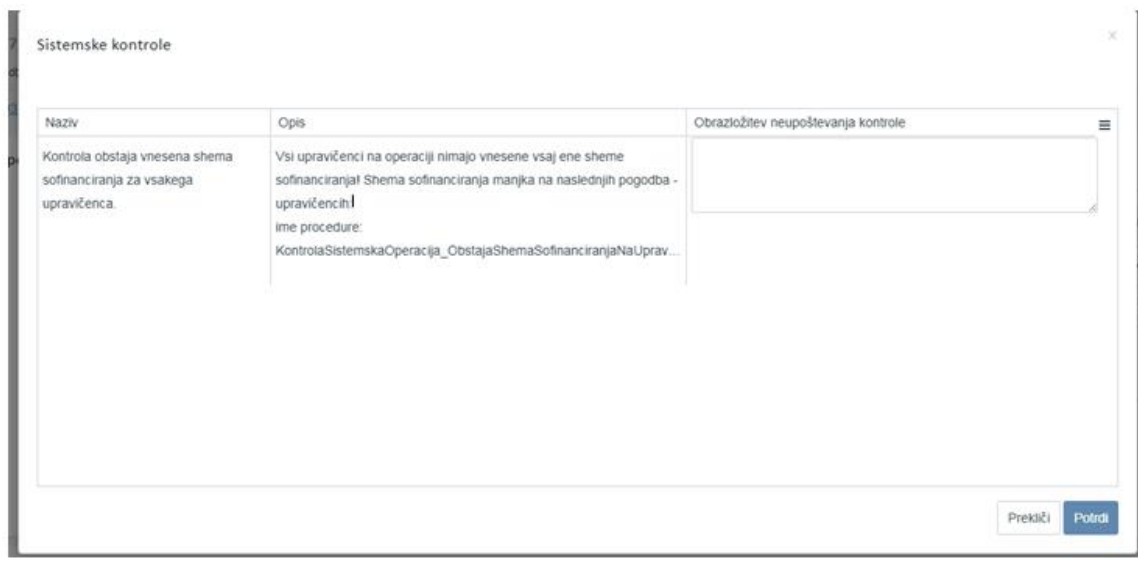 Sistemske kontrole
Naziv
Opis
Obrazložitev neupoštevanja kontrole
Kontrola obstaja vnesena shema
sofinanciranja za vsakega
upravičenca.
Vsi upravičenci na operaciji nimajo vnesene vsaj ene sheme
sofinanciranja! Shema sofinanciranja manjka na naslednjih pogodba -
upravičencih:
ime procedure:
KontrolaSistemskaOperacija_ObstajaShemaSofinanciranjaNaUprav...
Prekliči
Potrdi